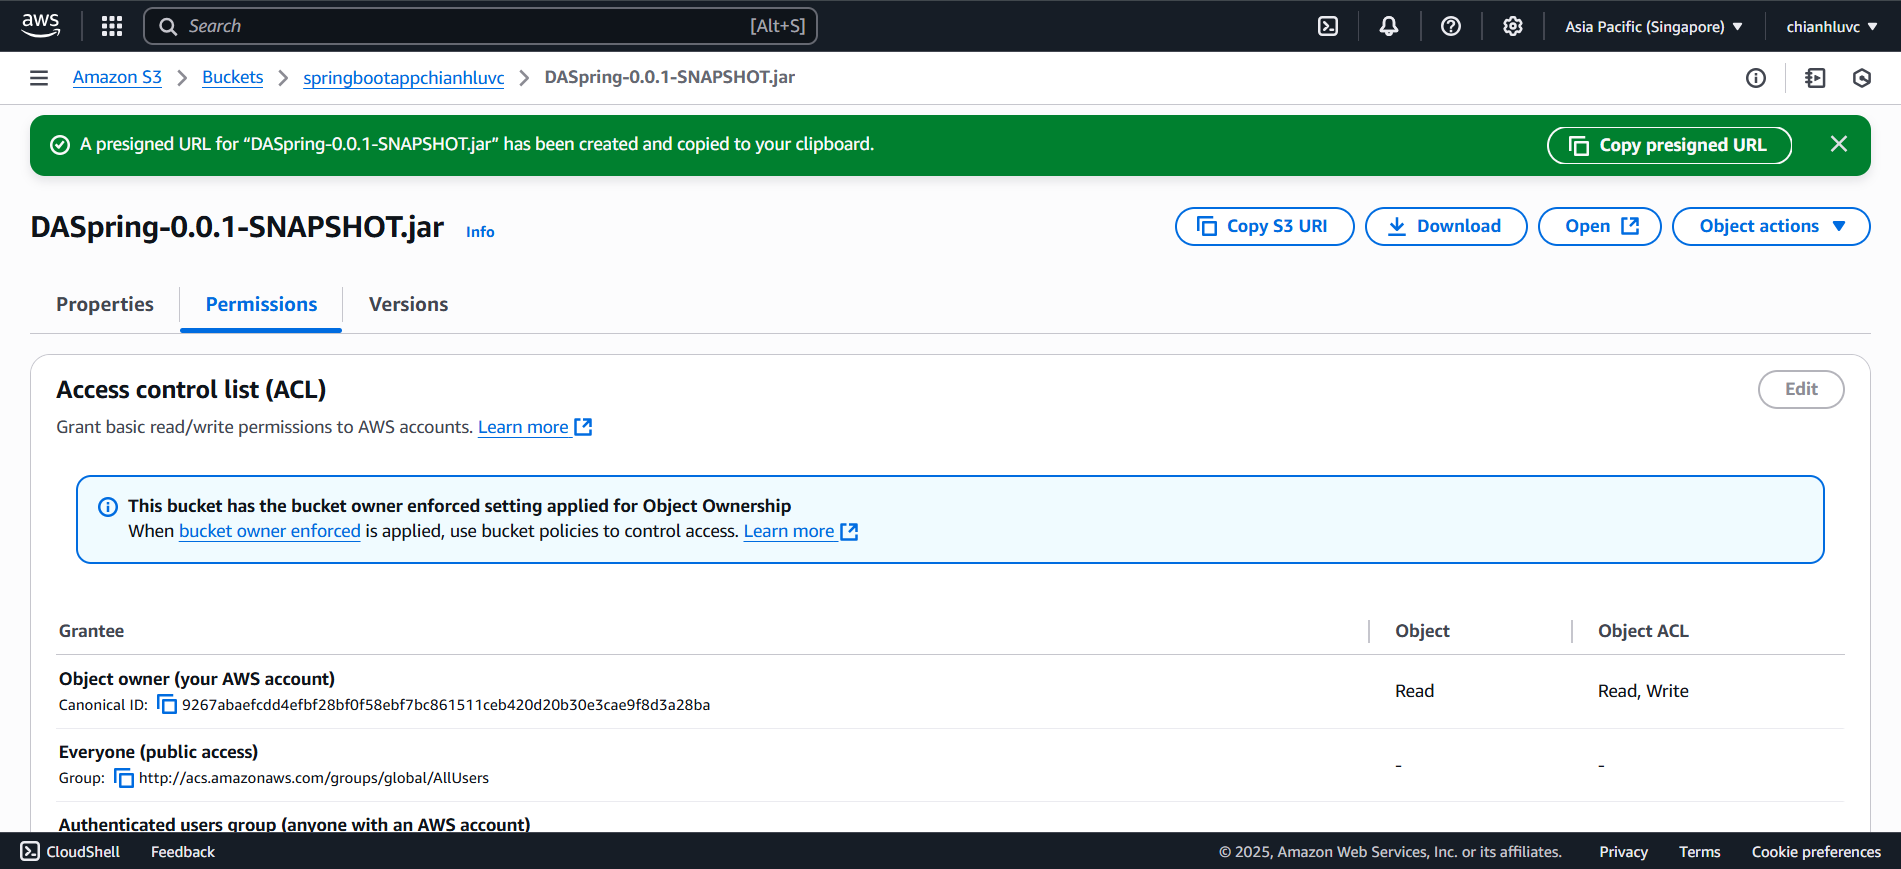 aws
Search [Alt+S]
Asia Pacific (Singapore) chianhluvc
Amazon S3 Buckets springbootappchianhluvc DASpring-0.0.1-SNAPSHOT.jar
A presigned URL for “DASpring-0.0.1-SNAPSHOT.jar” has been created and copied to your clipboard. Copy presigned URL
DASpring-0.0.1-SNAPSHOT.jar Info Copy S3 URI Download Open Object actions
Properties Permissions Versions
Access control list (ACL) Edit
Grant basic read/write permissions to AWS accounts. Learn more
This bucket has the bucket owner enforced setting applied for Object Ownership
When bucket owner enforced is applied, use bucket policies to control access. Learn more
Grantee Object Object ACL
Object owner (your AWS account)
Canonical ID: 9267abaefcdd4efbf28bf0f58ebf7bc861511ceb420d20b30e3cae9f8d3a28ba
Read Read, Write
Everyone (public access)
Group: http://acs.amazonaws.com/groups/global/AllUsers
- -
Authenticated users group (anyone with an AWS account)
CloudShell Feedback © 2025, Amazon Web Services, Inc. or its affiliates. Privacy Terms Cookie preferences